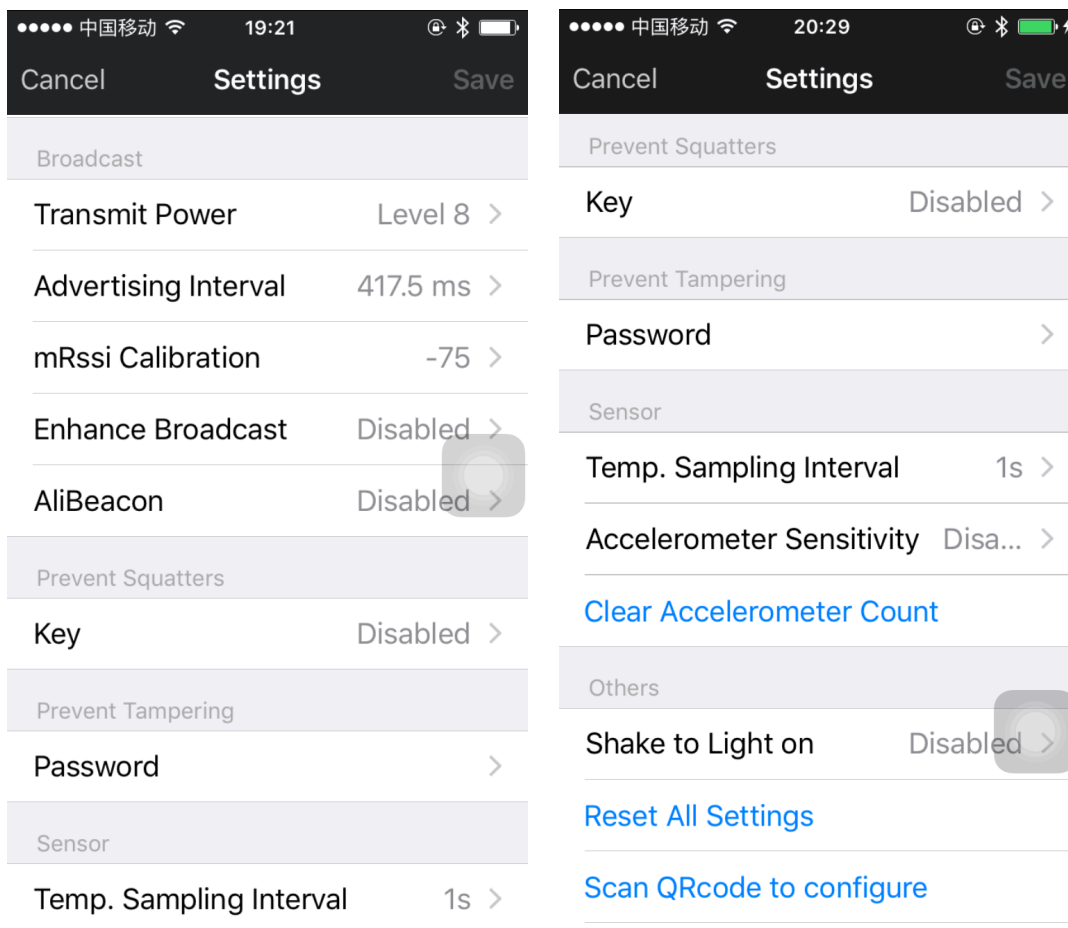 中国移动 19:21
Cancel Settings Save
Broadcast
Transmit Power Level 8
Advertising Interval 417.5 ms
mRssi Calibration -75
Enhance Broadcast Disabled
AliBeacon Disabled
Prevent Squatters
Key Disabled
Prevent Tampering
Password
Sensor
Temp. Sampling Interval 1s
中国移动 20:29
Cancel Settings Save
Prevent Squatters
Key Disabled
Prevent Tampering
Password
Sensor
Temp. Sampling Interval 1s
Accelerometer Sensitivity Disa...
Clear Accelerometer Count
Others
Shake to Light on Disabled
Reset All Settings
Scan QRcode to configure